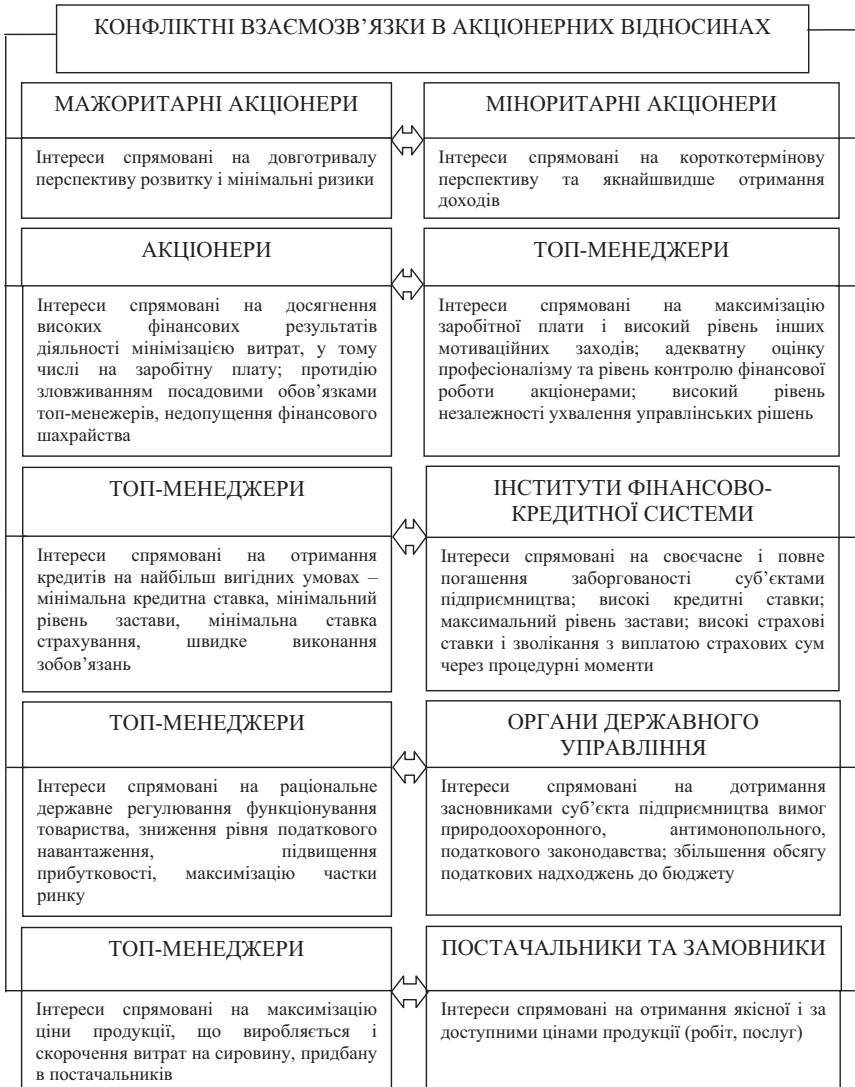 КОНФЛІКТНІ ВЗАЄМОЗВ’ЯЗКИ В АКЦІОНЕРНИХ ВІДНОСИНАХ
МАЖОРИТАРНІ АКЦІОНЕРИ
Інтереси спрямовані на довготривалу
перспективу розвитку і мінімальні ризики
МІНОРИТАРНІ АКЦІОНЕРИ
Інтереси спрямовані на короткотермінову
перспективу та якнайшвидше отримання
доходів
АКЦІОНЕРИ
Інтереси спрямовані на досягнення
високих фінансових результатів
діяльності мінімізацією витрат, у тому
числі на заробітну плату; протидію
зловживанням посадовими обов’язками
топ-менежерів, недопущення фінансового
шахрайства
ТОП-МЕНЕДЖЕРИ
Інтереси спрямовані на максимізацію
заробітної плати і високий рівень інших
мотиваційних заходів; адекватну оцінку
професіоналізму та рівень контролю фінансової
роботи акціонерами; високий рівень
незалежності ухвалення управлінських рішень
ТОП-МЕНЕДЖЕРИ
Інтереси спрямовані на отримання
кредитів на найбільш вигідних умовах –
мінімальна кредитна ставка, мінімальний
рівень застави, мінімальна ставка
страхування, швидке виконання
зобов’язань
ІНСТИТУТИ ФІНАНСОВО-
КРЕДИТНОЇ СИСТЕМИ
Інтереси спрямовані на своєчасне і повне
погашення заборгованості суб’єктами
підприємництва; високі кредитні ставки;
максимальний рівень застави; високі страхові
ставки і зволікання з виплатою страхових сум
через процедурні моменти
ТОП-МЕНЕДЖЕРИ
Інтереси спрямовані на раціональне
державне регулювання функціонування
товариства, зниження рівня податкового
навантаження, підвищення
прибутковості, максимізацію частки
ринку
ОРГАНИ ДЕРЖАВНОГО
УПРАВЛІННЯ
Інтереси спрямовані на дотримання
засновниками суб’єкта підприємництва вимог
природоохоронного, антимонопольного,
податкового законодавства; збільшення обсягу
податкових надходжень до бюджету
ТОП-МЕНЕДЖЕРИ
Інтереси спрямовані на максимізацію
ціни продукції, що виробляється і
скорочення витрат на сировину, придбану
в постачальників
ПОСТАЧАЛЬНИКИ ТА ЗАМОВНИКИ
Інтереси спрямовані на отримання якісної і за
доступними цінами продукції (робіт, послуг)